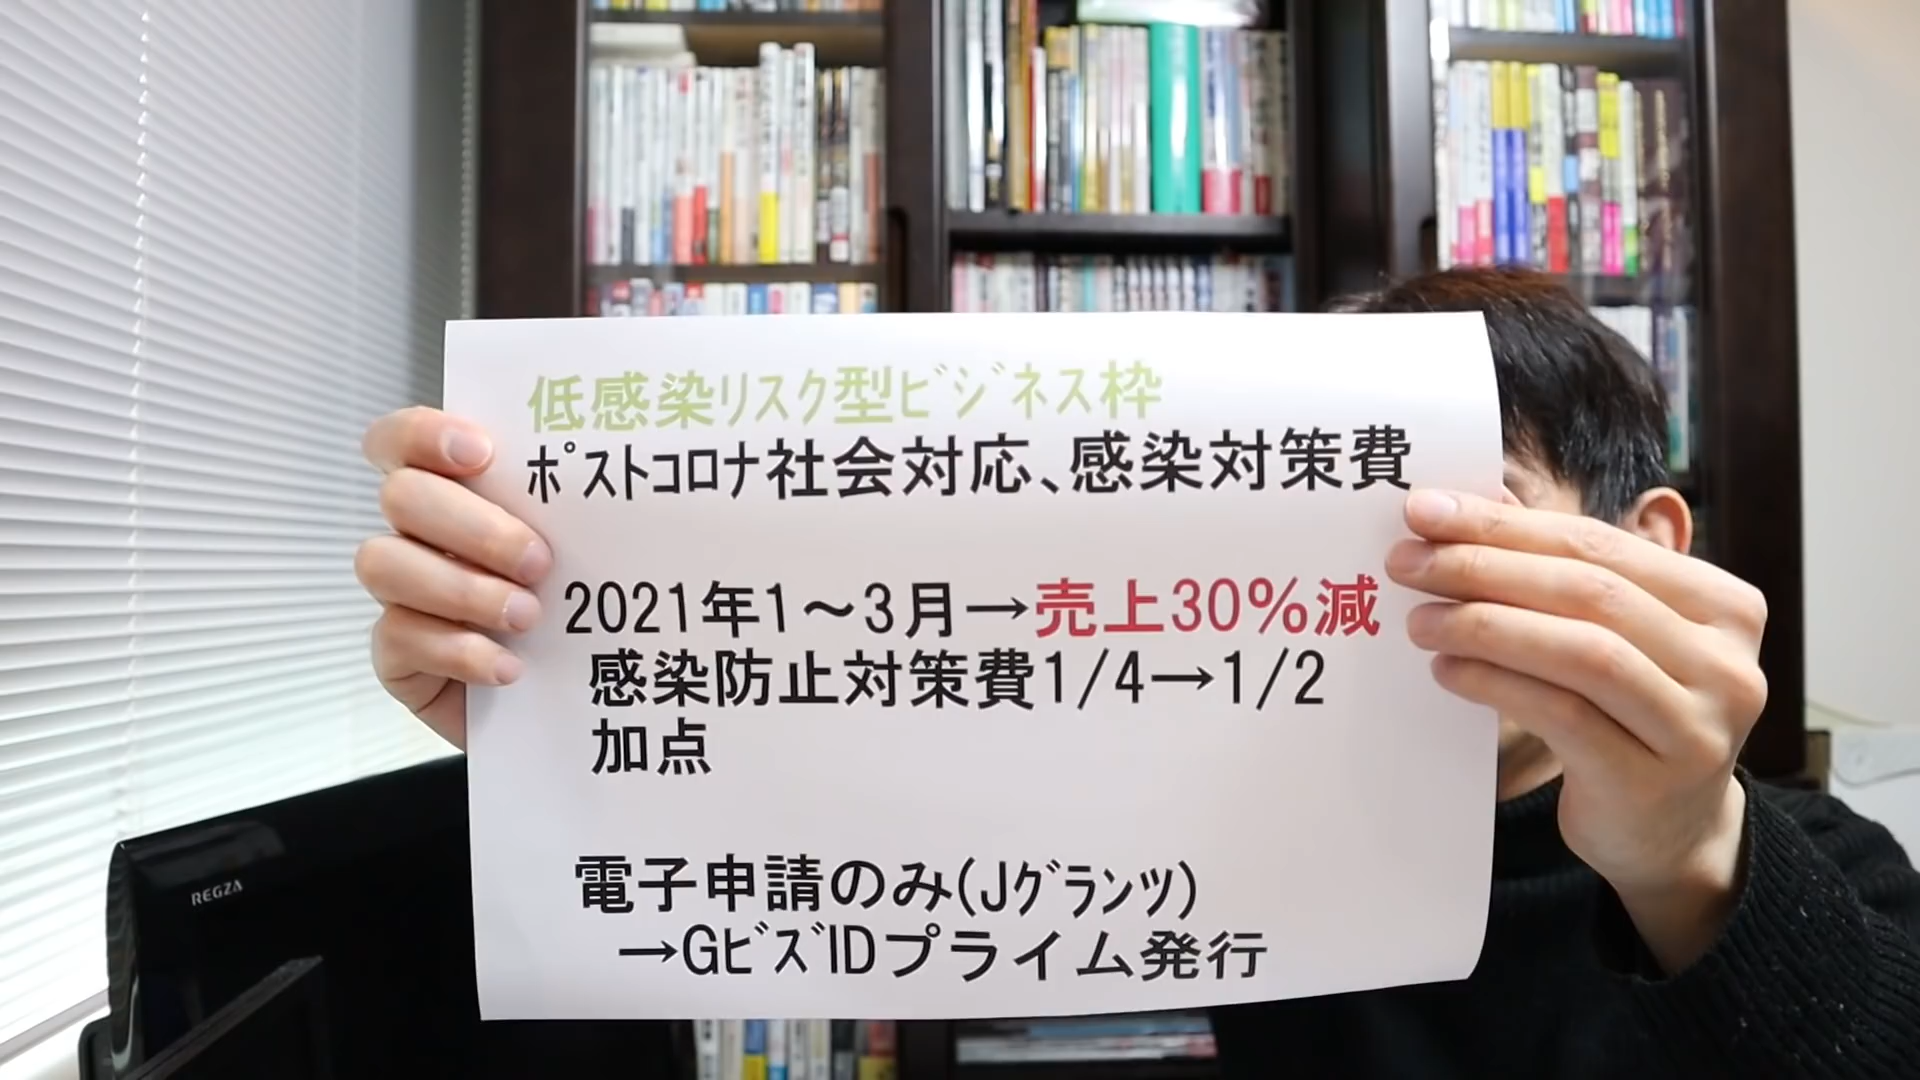 低感染リスク型ﾋﾞｼﾞﾈｽ枠
ﾎﾟｽﾄｺﾛﾅ社会対応､感染対策費
2021年1～3月→売上30%減
感染防止対策費1/4→1/2
加点
電子申請のみ(Jｸﾞﾗﾝﾂ)
→GﾋﾞｽﾞIDプライム発行
REGZA